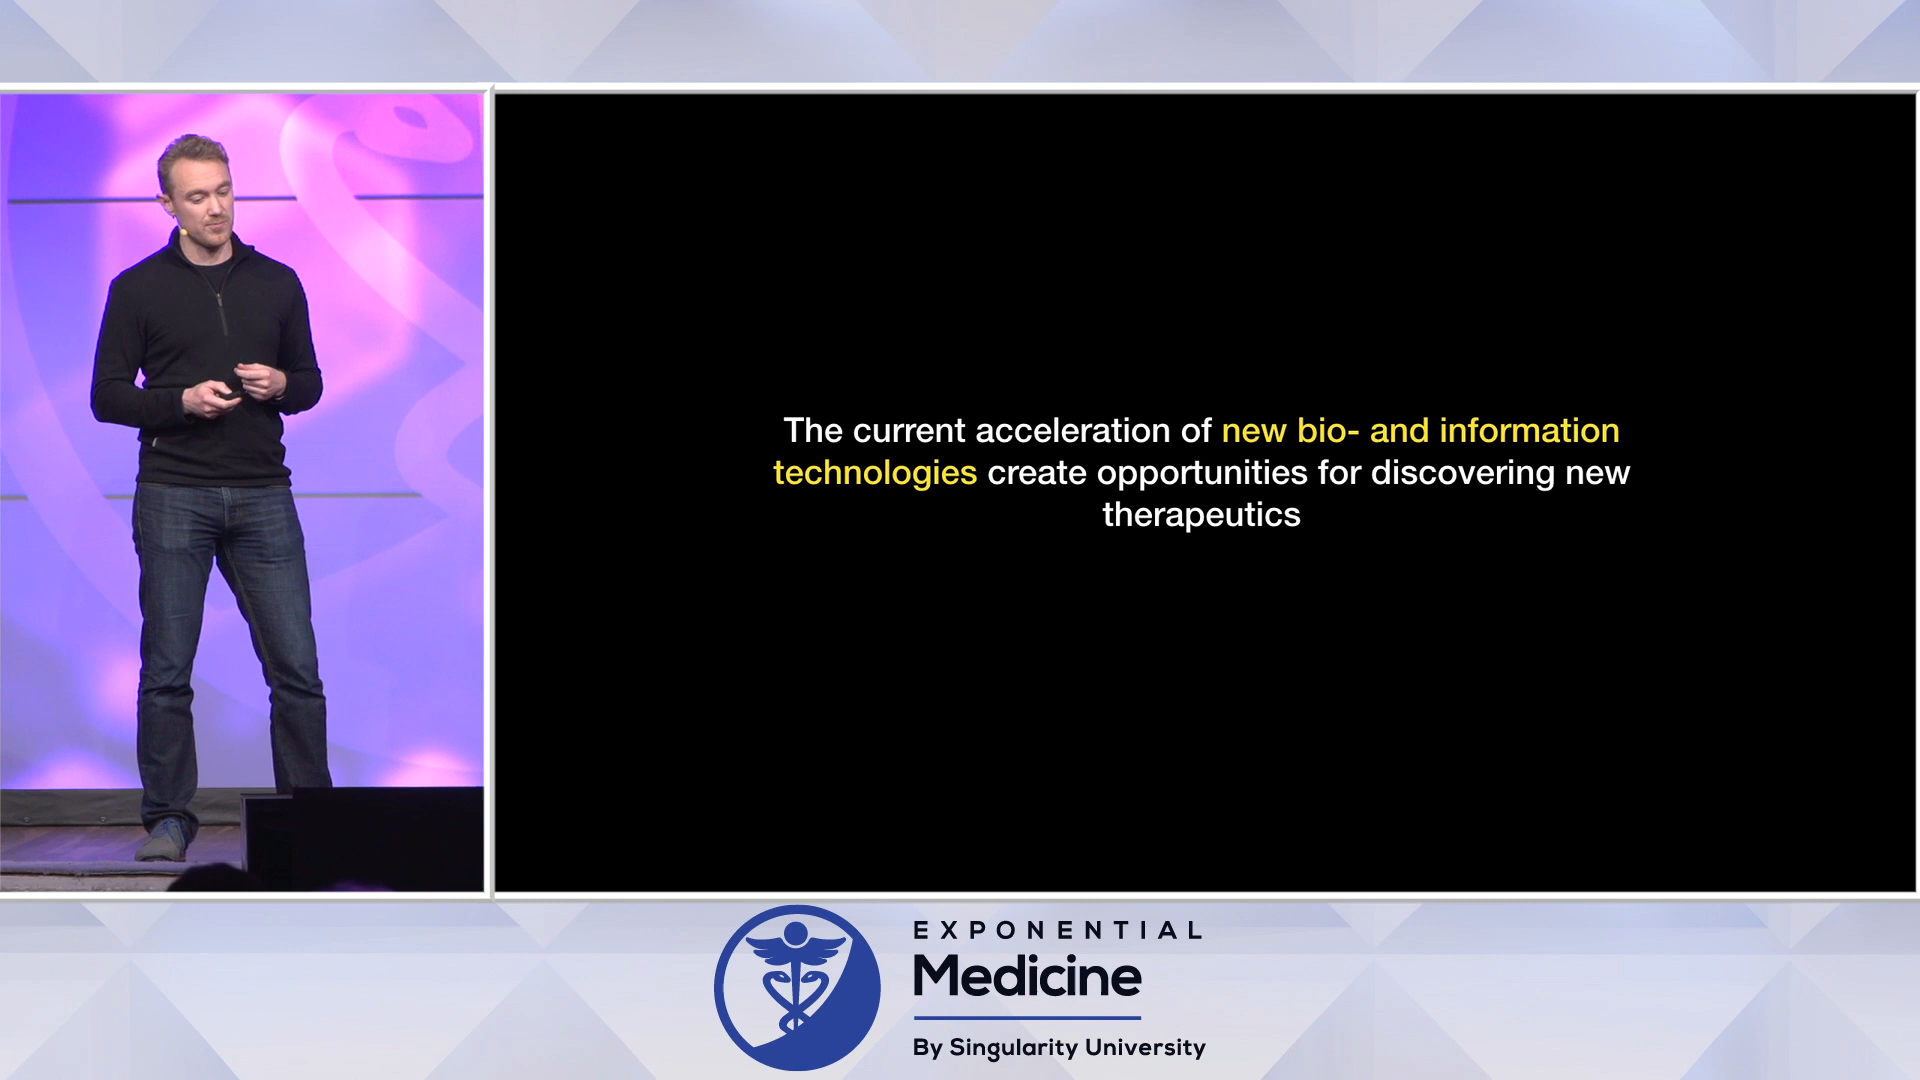 The current acceleration of new bio- and information
technologies create opportunities for discovering new
therapeutics
EXPONENTIAL
Medicine
By Singularity University